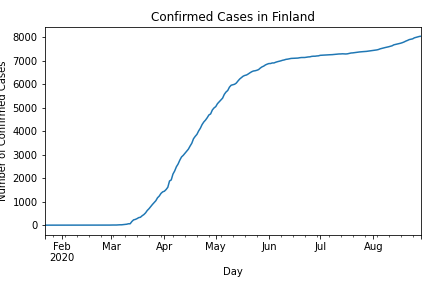 Confirmed Cases in Finland
Number of Confirmed Cases
8000
7000
6000
5000
4000
3000
2000
1000
0
Feb Mar Apr May Jun Jul Aug
2020
Day